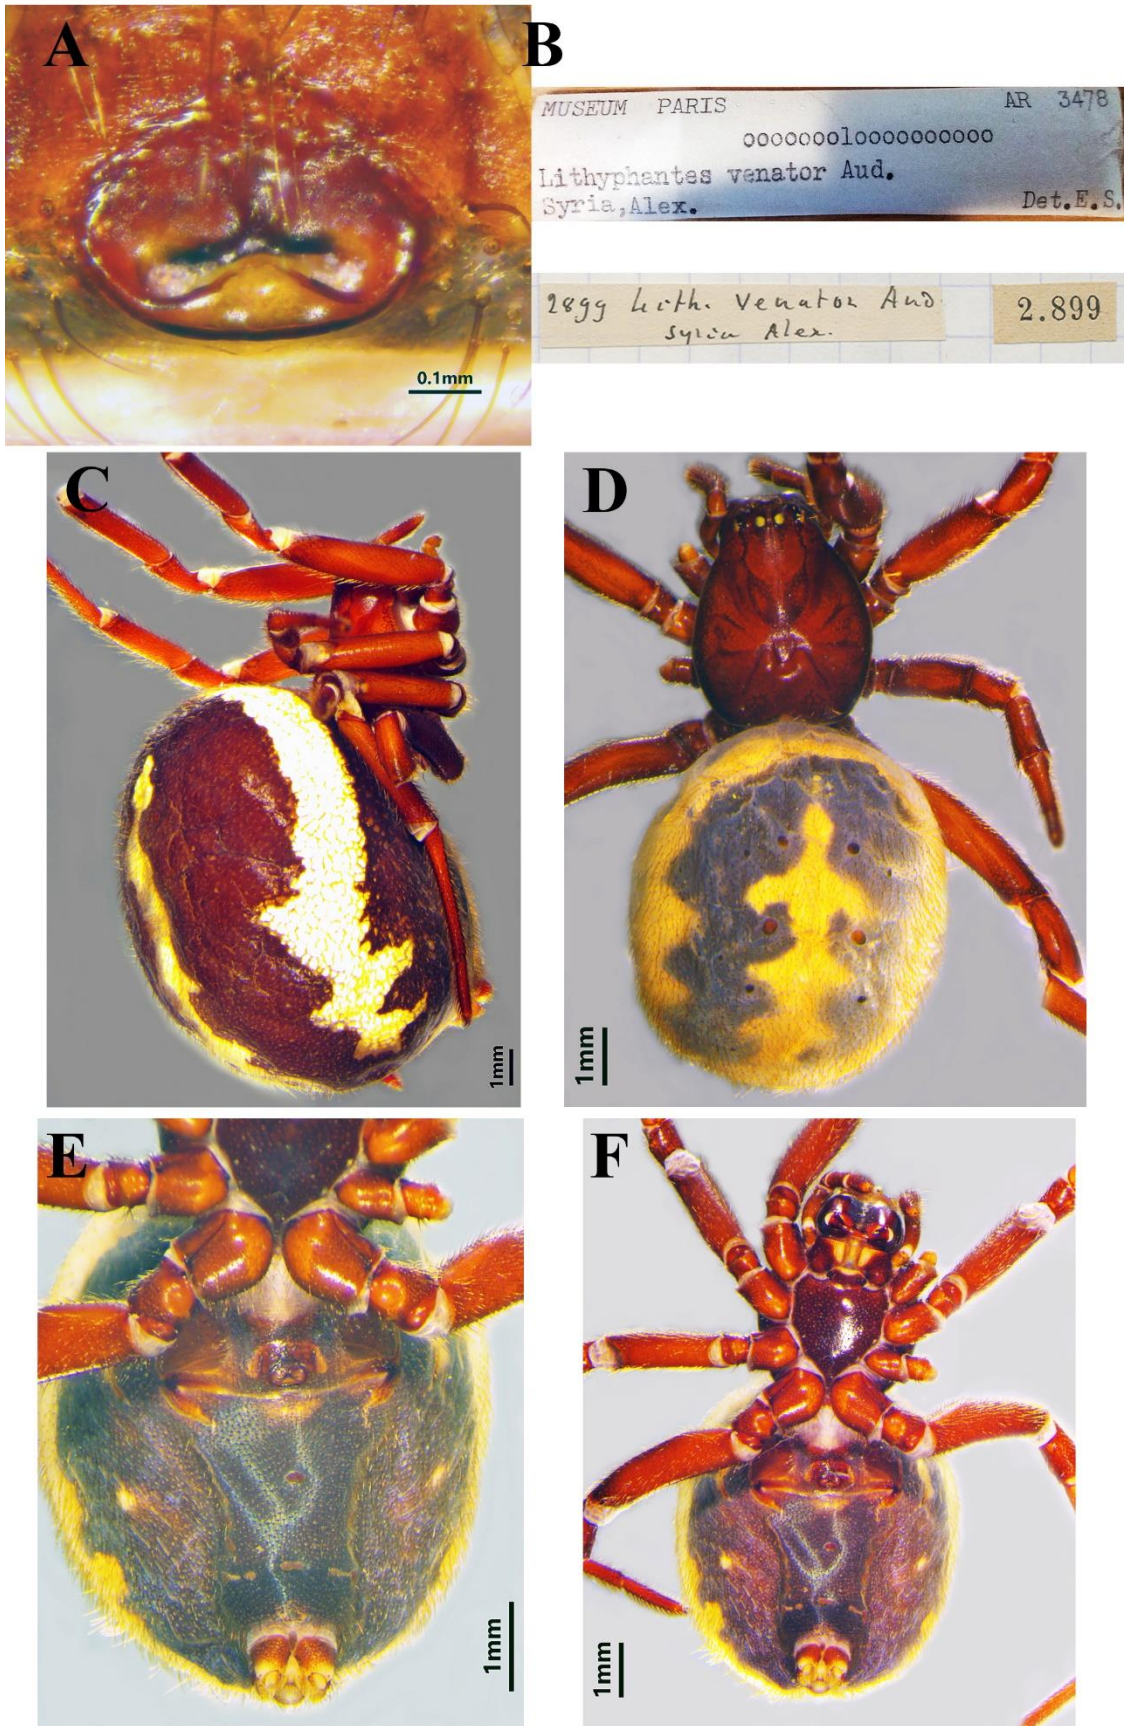 A
B
MUSEUM PARIS AR 3478
oooooooloooooooooo
Lithyphantes venator Aud.
Syria,Alex. Det.E.S.
2899 Lith. Venator Aud.
Syria Alex.
2.899
0.1mm
C
D
1mm
1mm
E
F
1mm
1mm